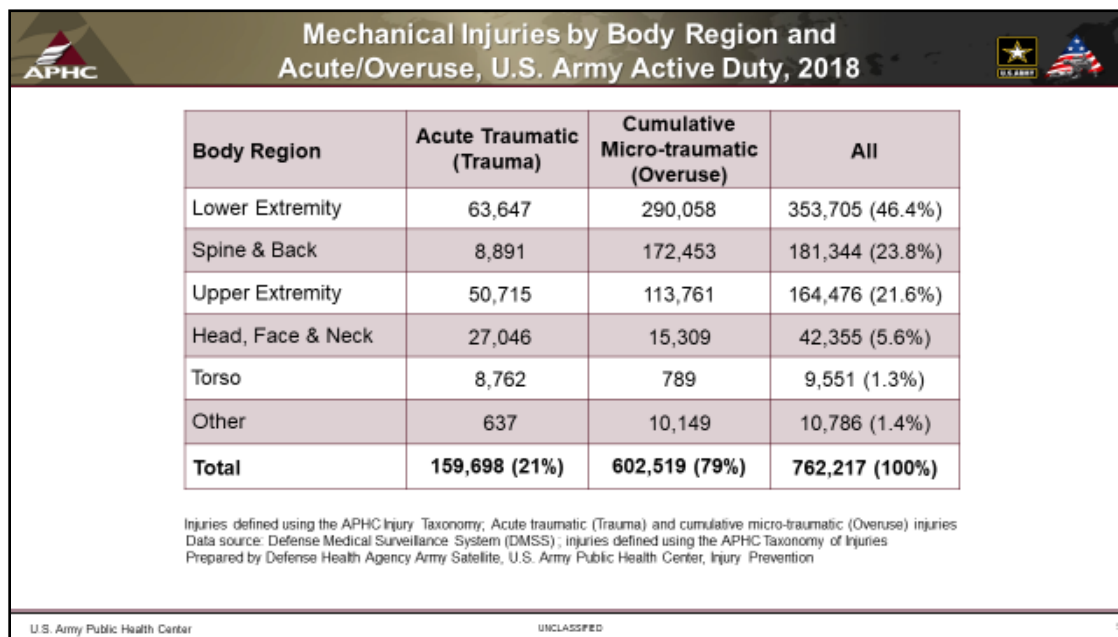 Mechanical Injuries by Body Region and
Acute/Overuse, U.S. Army Active Duty, 2018
APHC
U.S. ARMY
Body Region
Acute Traumatic
(Trauma)
Cumulative
Micro-traumatic
(Overuse)
All
Lower Extremity 63,647 290,058 353,705 (46.4%)
Spine & Back 8,891 172,453 181,344 (23.8%)
Upper Extremity 50,715 113,761 164,476 (21.6%)
Head, Face & Neck 27,046 15,309 42,355 (5.6%)
Torso 8,762 789 9,551 (1.3%)
Other 637 10,149 10,786 (1.4%)
Total 159,698 (21%) 602,519 (79%) 762,217 (100%)
Injuries defined using the APHC Injury Taxonomy; Acute traumatic (Trauma) and cumulative micro-traumatic (Overuse) injuries
Data source: Defense Medical Surveillance System (DMSS) ; injuries defined using the APHC Taxonomy of Injuries
Prepared by Defense Health Agency Army Satellite, U.S. Army Public Health Center, Injury Prevention
U.S. Army Public Health Center
UNCLASSIFIED